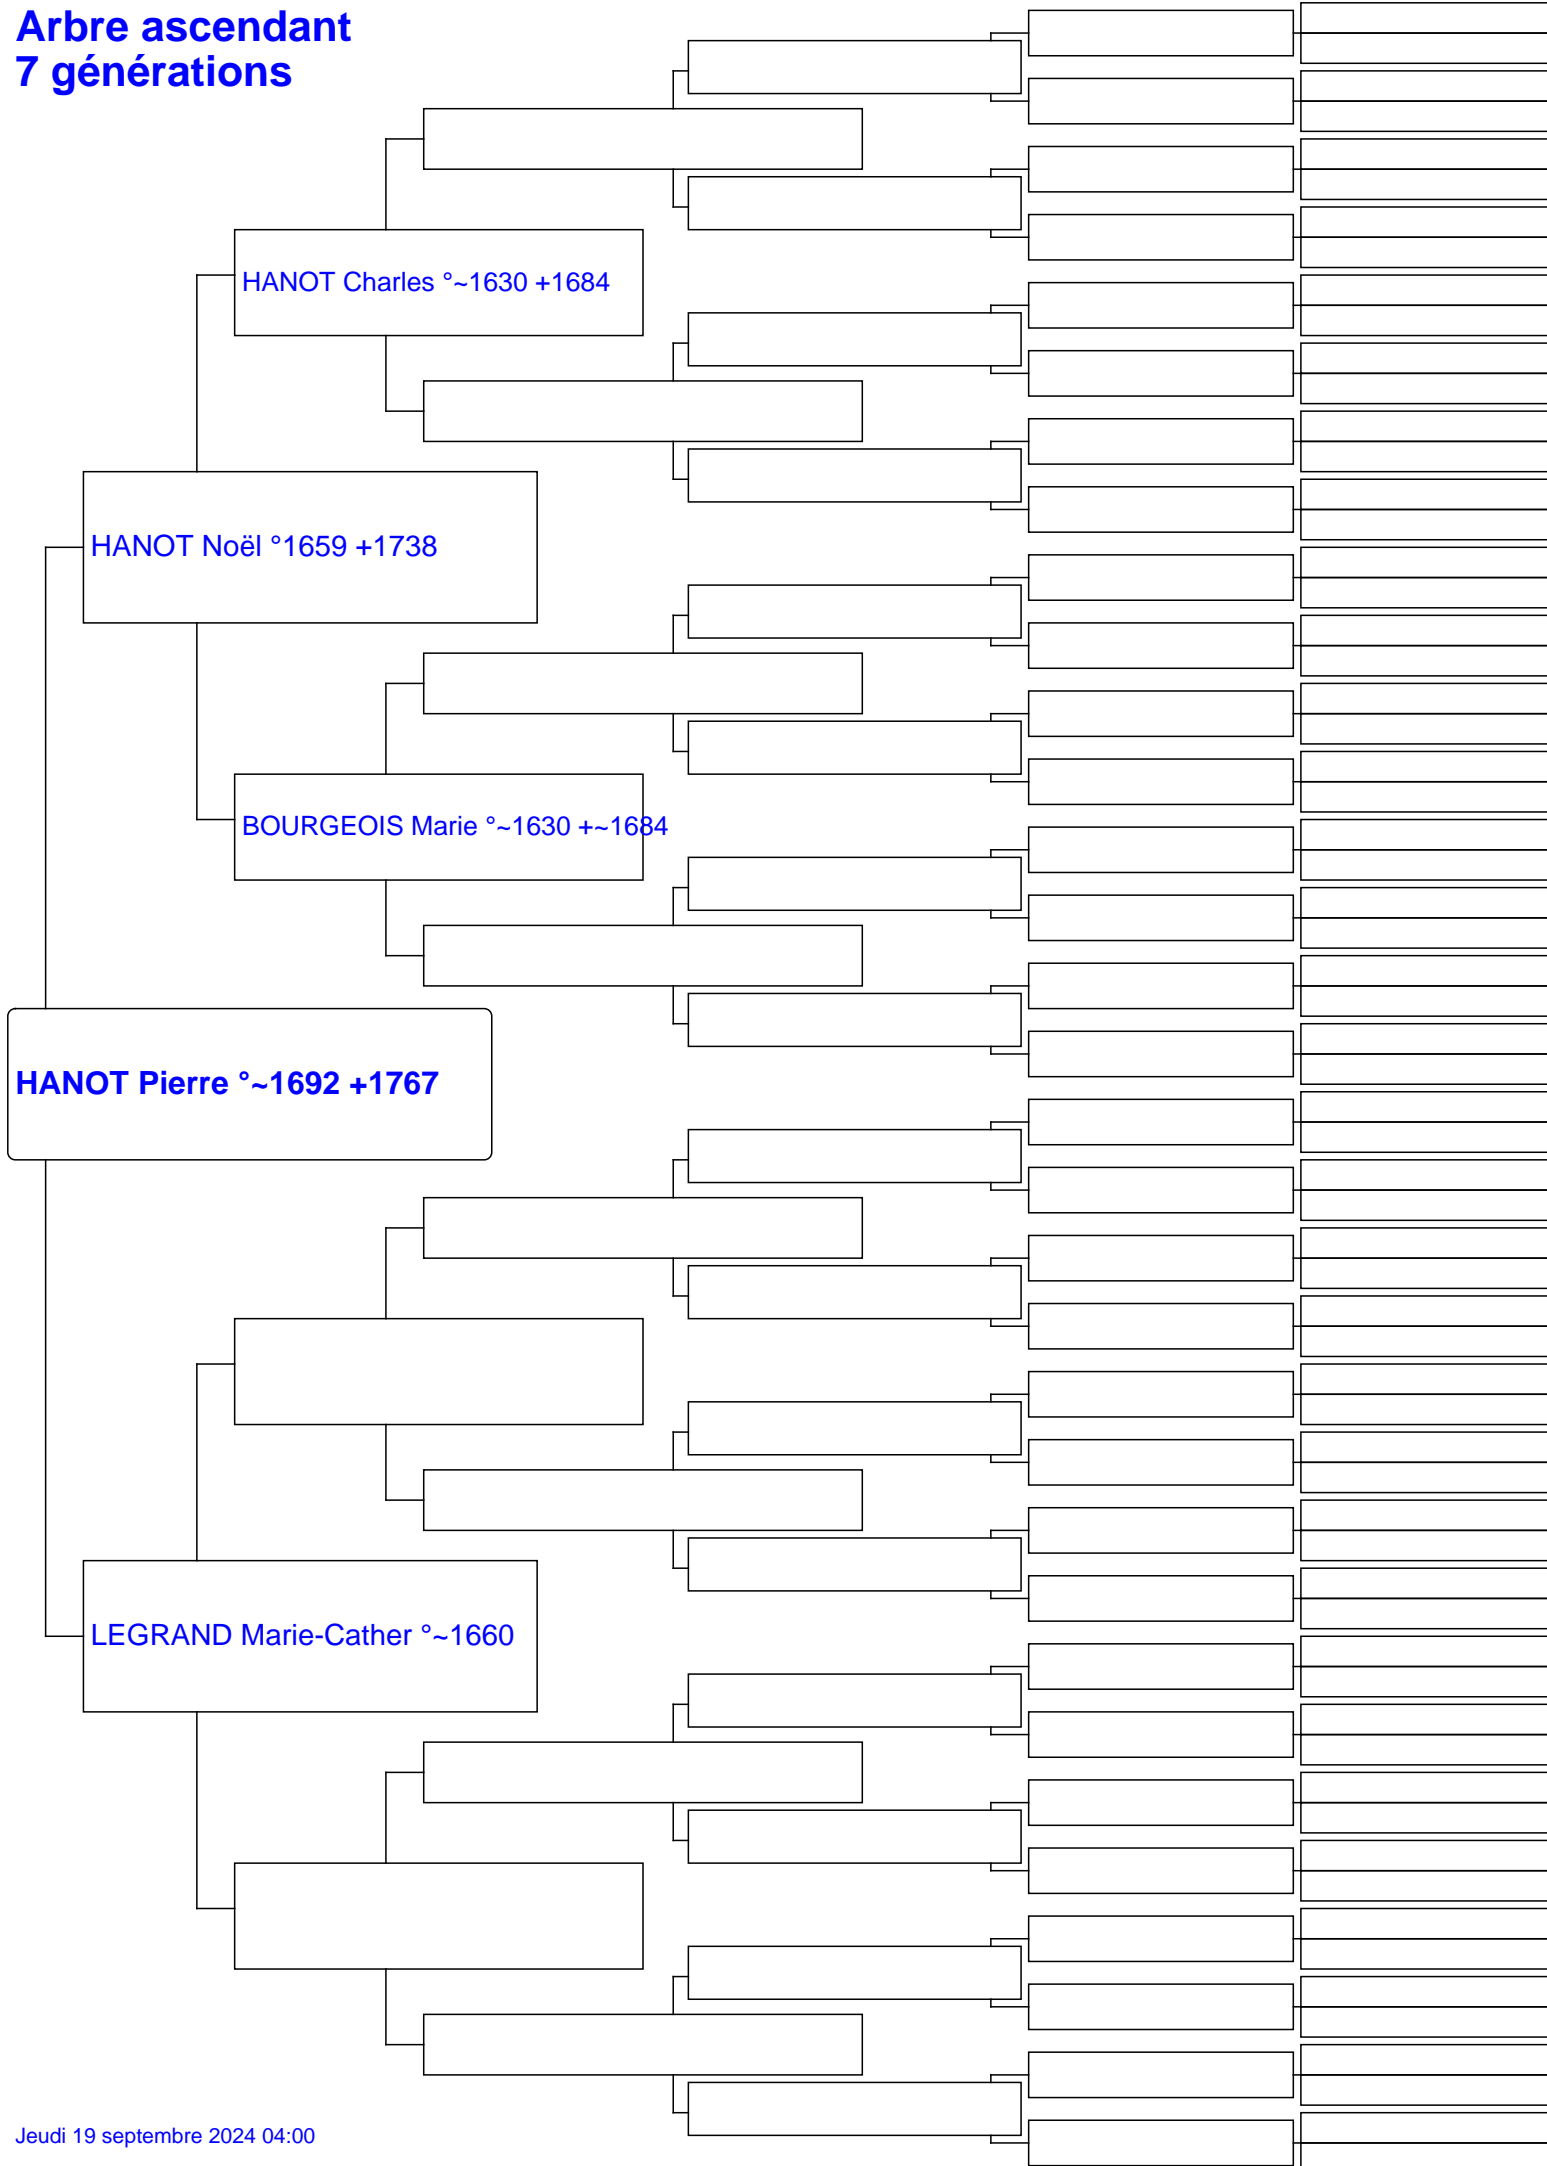 Arbre ascendant
7 générations
HANOT Charles °~1630 +1684
HANOT Noël °1659 +1738
BOURGEOIS Marie °~1630 +~1684
HANOT Pierre °~1692 +1767
LEGRAND Marie-Cather °~1660
Jeudi 19 septembre 2024 04:00